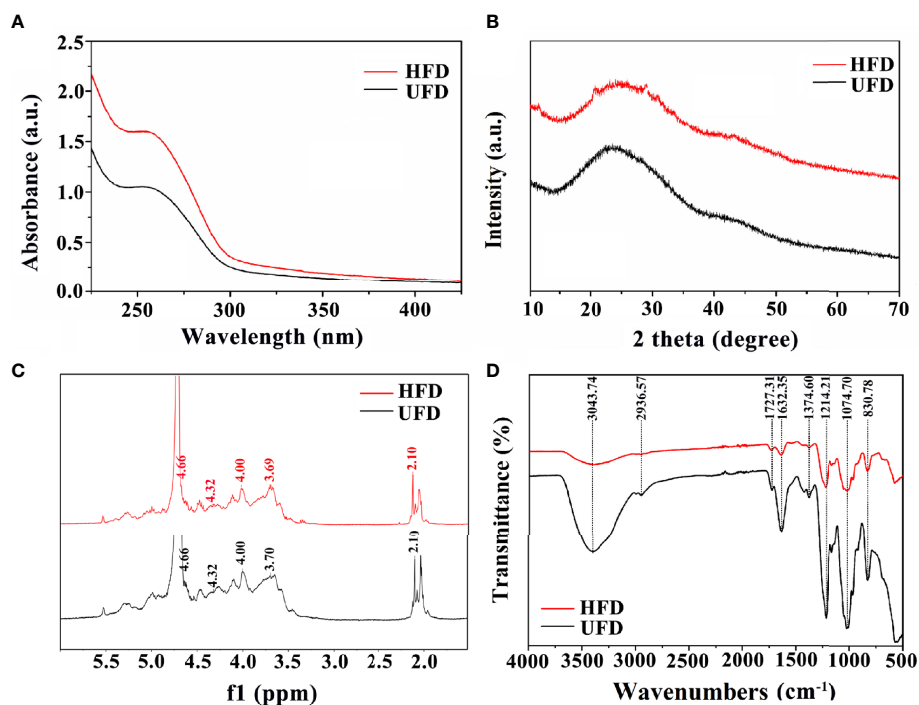 A
2.5
2.0
1.5
1.0
0.5
0.0
Absorbance (a.u.)
HFD
UFD
250
300
350
400
Wavelength (nm)
B
Intensity (a.u.)
HFD
UFD
10
20
30
40
50
60
70
2 theta (degree)
C
HFD
UFD
4.66
4.32
4.00
3.69
2.10
4.66
4.32
4.00
3.70
2.10
5.5
5.0
4.5
4.0
3.5
3.0
2.5
2.0
f1 (ppm)
D
3043.74
2936.57
1727.31
1632.35
1374.60
1214.21
1074.70
830.78
Transmittance (%)
HFD
UFD
4000
3500
3000
2500
2000
1500
1000
500
Wavenumbers (cm⁻¹)